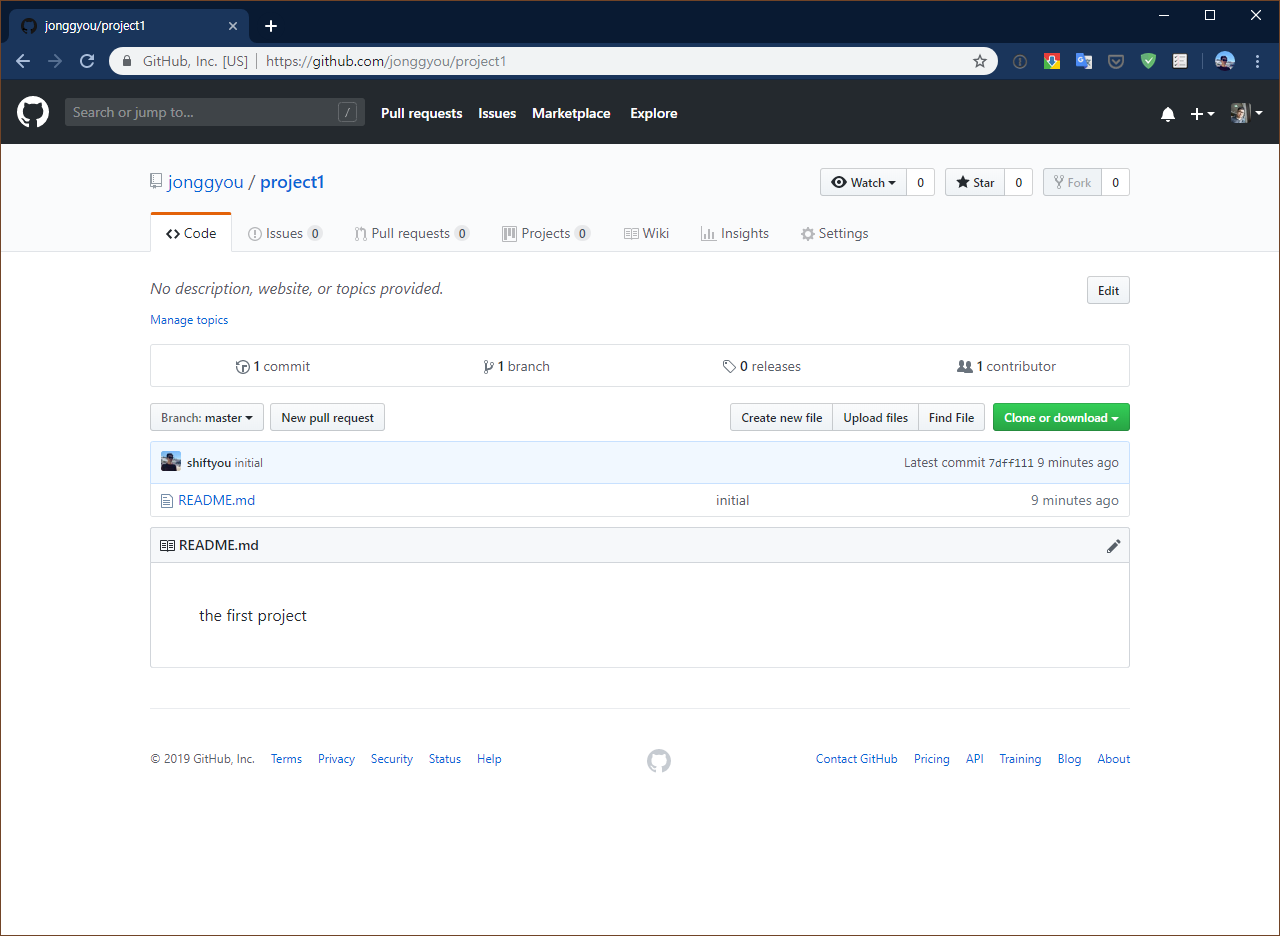 jonggyou/project1
GitHub, Inc. [US] https://github.com/jonggyou/project1
Search or jump to... / Pull requests Issues Marketplace Explore
jonggyou / project1 Watch 0 Star 0 Fork 0
Code Issues 0 Pull requests 0 Projects 0 Wiki Insights Settings
No description, website, or topics provided. Edit
Manage topics
1 commit 1 branch 0 releases 1 contributor
Branch: master New pull request Create new file Upload files Find File Clone or download
shiftyou initial Latest commit 7dff111 9 minutes ago
README.md initial 9 minutes ago
README.md
the first project
© 2019 GitHub, Inc. Terms Privacy Security Status Help Contact GitHub Pricing API Training Blog About